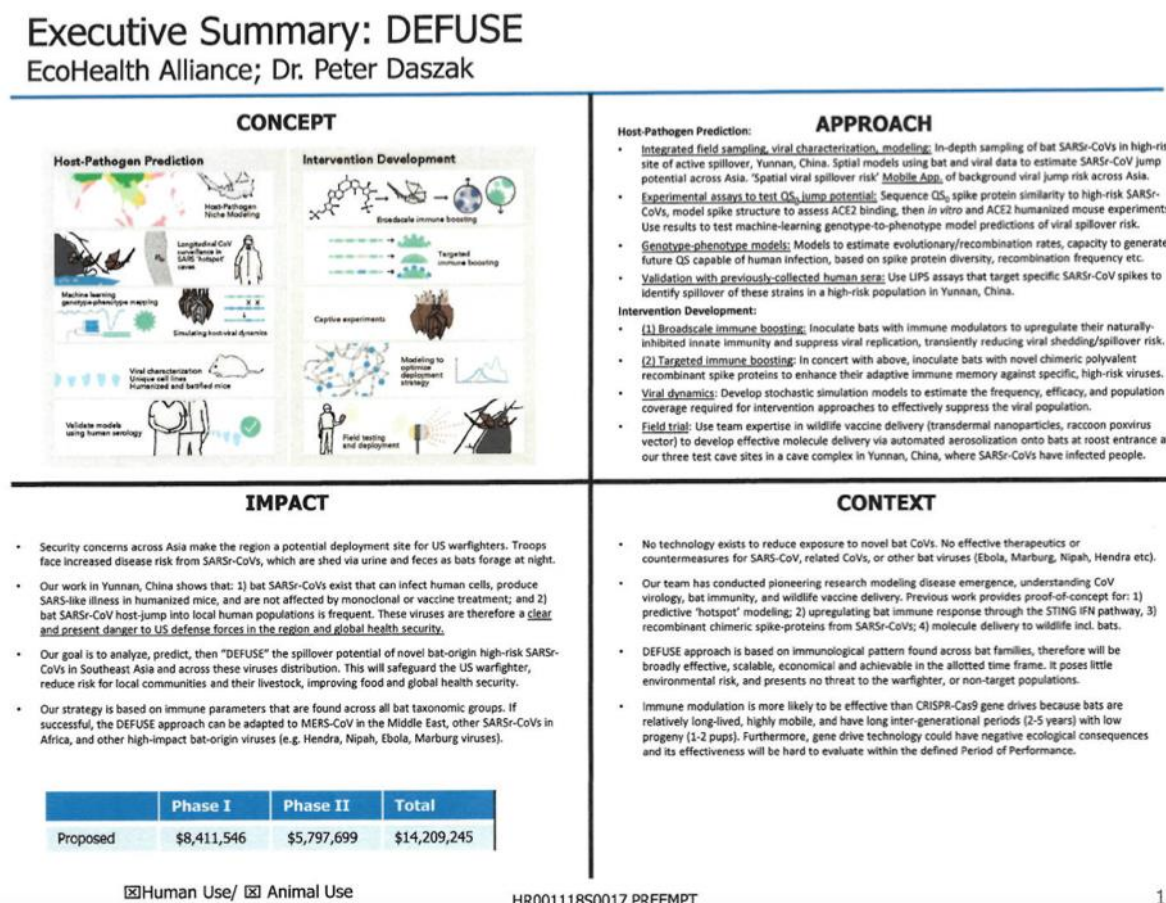 Executive Summary: DEFUSE
EcoHealth Alliance; Dr. Peter Daszak
CONCEPT
Host-Pathogen Prediction
Host-Pathogen
Niche Modeling
Longitudinal CoV
surveillance in
SARS 'hotspot'
caves
Machine learning
genotype-phenotype mapping
Simulating host-viral dynamics
Viral characterization
Unique cell lines
Humanized and batified mice
Validate models
using human serology
Intervention Development
Broadscale immune boosting
Targeted
immune boosting
Captive experiments
Modeling to
optimize
deployment
strategy
Field testing
and deployment
APPROACH
Host-Pathogen Prediction:
• Integrated field sampling, viral characterization, modeling: In-depth sampling of bat SARSr-CoVs in high-ris
site of active spillover, Yunnan, China. Sptial models using bat and viral data to estimate SARSr-CoV jump
potential across Asia. 'Spatial viral spillover risk' Mobile App. of background viral jump risk across Asia.
• Experimental assays to test QS₀ jump potential: Sequence QS₀ spike protein similarity to high-risk SARSr-
CoVs, model spike structure to assess ACE2 binding, then in vitro and ACE2 humanized mouse experiments
Use results to test machine-learning genotype-to-phenotype model predictions of viral spillover risk.
• Genotype-phenotype models: Models to estimate evolutionary/recombination rates, capacity to generate
future QS capable of human infection, based on spike protein diversity, recombination frequency etc.
• Validation with previously-collected human sera: Use LIPS assays that target specific SARSr-CoV spikes to
identify spillover of these strains in a high-risk population in Yunnan, China.
Intervention Development:
• (1) Broadscale immune boosting: Inoculate bats with immune modulators to upregulate their naturally-
inhibited innate immunity and suppress viral replication, transiently reducing viral shedding/spillover risk.
• (2) Targeted immune boosting: In concert with above, inoculate bats with novel chimeric polyvalent
recombinant spike proteins to enhance their adaptive immune memory against specific, high-risk viruses.
• Viral dynamics: Develop stochastic simulation models to estimate the frequency, efficacy, and population
coverage required for intervention approaches to effectively suppress the viral population.
• Field trial: Use team expertise in wildlife vaccine delivery (transdermal nanoparticles, raccoon poxvirus
vector) to develop effective molecule delivery via automated aerosolization onto bats at roost entrance a
our three test cave sites in a cave complex in Yunnan, China, where SARSr-CoVs have infected people.
IMPACT
• Security concerns across Asia make the region a potential deployment site for US warfighters. Troops
face increased disease risk from SARSr-CoVs, which are shed via urine and feces as bats forage at night.
• Our work in Yunnan, China shows that: 1) bat SARSr-CoVs exist that can infect human cells, produce
SARS-like illness in humanized mice, and are not affected by monoclonal or vaccine treatment; and 2)
bat SARSr-CoV host-jump into local human populations is frequent. These viruses are therefore a clear
and present danger to US defense forces in the region and global health security.
• Our goal is to analyze, predict, then "DEFUSE" the spillover potential of novel bat-origin high-risk SARSr-
CoVs in Southeast Asia and across these viruses distribution. This will safeguard the US warfighter,
reduce risk for local communities and their livestock, improving food and global health security.
• Our strategy is based on immune parameters that are found across all bat taxonomic groups. If
successful, the DEFUSE approach can be adapted to MERS-CoV in the Middle East, other SARSr-CoVs in
Africa, and other high-impact bat-origin viruses (e.g. Hendra, Nipah, Ebola, Marburg viruses).
Phase I Phase II Total
Proposed $8,411,546 $5,797,699 $14,209,245
CONTEXT
• No technology exists to reduce exposure to novel bat CoVs. No effective therapeutics or
countermeasures for SARS-CoV, related CoVs, or other bat viruses (Ebola, Marburg, Nipah, Hendra etc).
• Our team has conducted pioneering research modeling disease emergence, understanding CoV
virology, bat immunity, and wildlife vaccine delivery. Previous work provides proof-of-concept for: 1)
predictive 'hotspot' modeling; 2) upregulating bat immune response through the STING IFN pathway, 3)
recombinant chimeric spike-proteins from SARSr-CoVs; 4) molecule delivery to wildlife incl. bats.
• DEFUSE approach is based on immunological pattern found across bat families, therefore will be
broadly effective, scalable, economical and achievable in the allotted time frame. It poses little
environmental risk, and presents no threat to the warfighter, or non-target populations.
• Immune modulation is more likely to be effective than CRISPR-Cas9 gene drives because bats are
relatively long-lived, highly mobile, and have long inter-generational periods (2-5 years) with low
progeny (1-2 pups). Furthermore, gene drive technology could have negative ecological consequences
and its effectiveness will be hard to evaluate within the defined Period of Performance.
☒Human Use/ ☒ Animal Use
HR001118S0017 PREEMPT
1